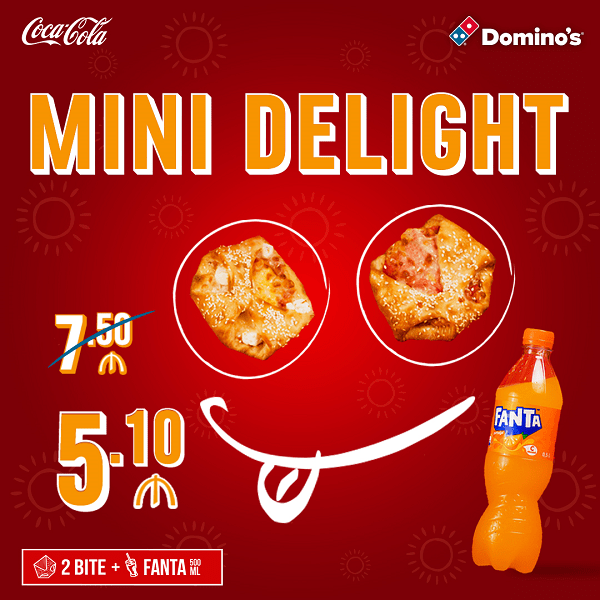 Coca-Cola
Domino's
MINI DELIGHT
7.50 ₼
5.10 ₼
FANTA
2 BITE + FANTA 500 ML